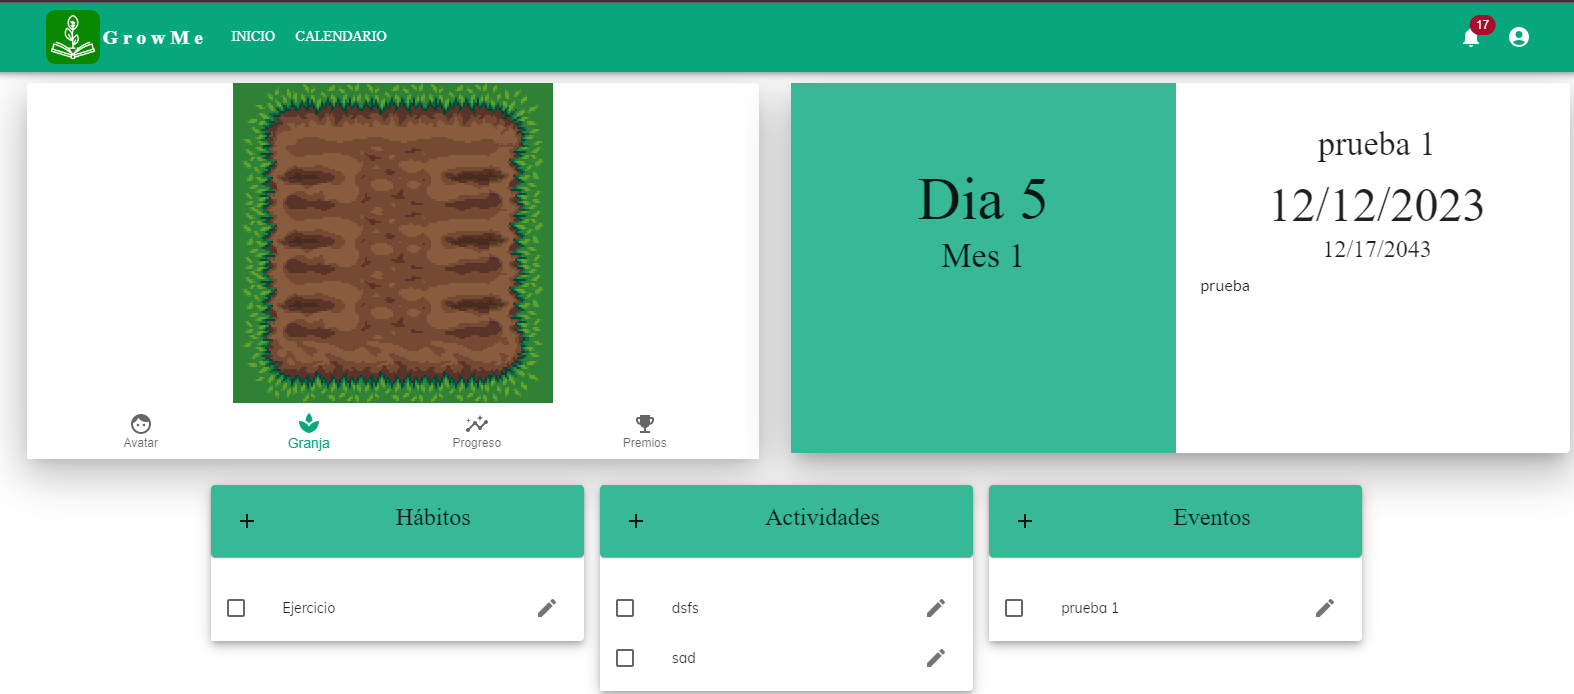 GrowMe
INICIO
CALENDARIO
17
Avatar
Granja
Progreso
Premios
Dia 5
Mes 1
prueba 1
12/12/2023
12/17/2043
prueba
Hábitos
Ejercicio
Actividades
dsfs
sad
Eventos
prueba 1